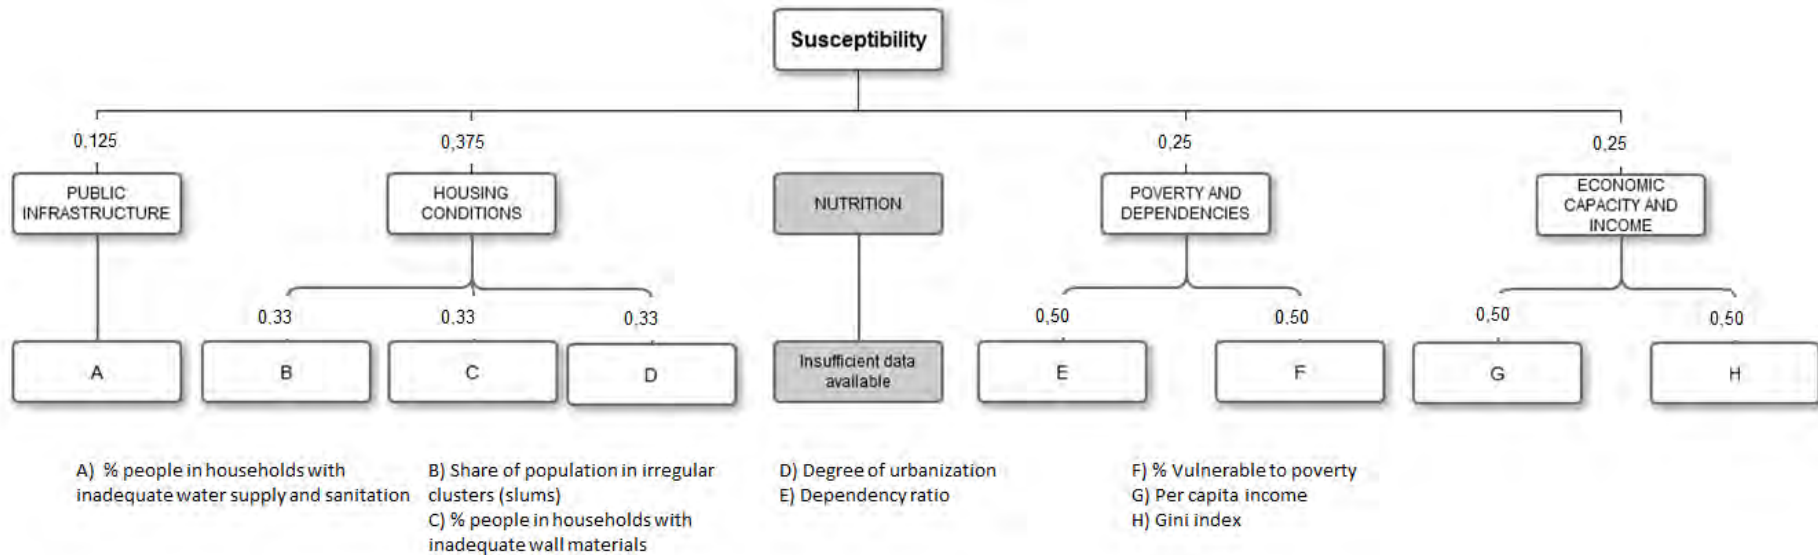 Susceptibility
0,125
0,375
0,25
0,25
PUBLIC
INFRASTRUCTURE
HOUSING
CONDITIONS
NUTRITION
POVERTY AND
DEPENDENCIES
ECONOMIC
CAPACITY AND
INCOME
0.33
0,33
0,33
0,50
0,50
0,50
0,50
A
B
C
D
Insufficient data
available
E
F
G
H
A) % people in households with
inadequate water supply and sanitation
B) Share of population in irregular
clusters (slums)
C) % people in households with
inadequate wall materials
D) Degree of urbanization
E) Dependency ratio
F) % Vulnerable to poverty
G) Per capita income
H) Gini index